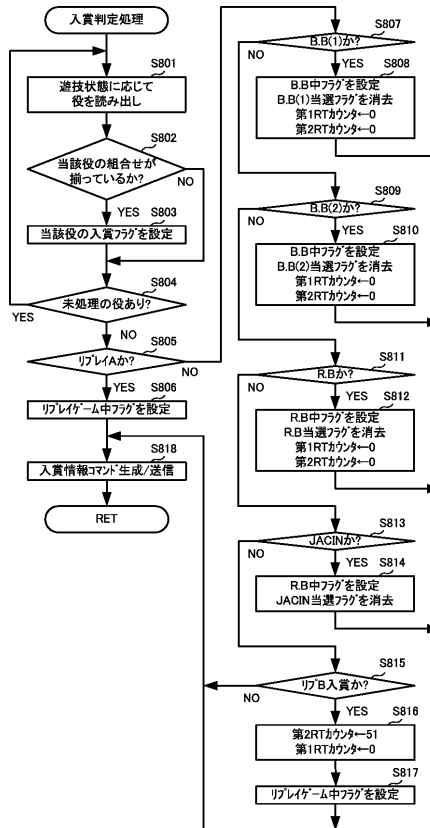 入賞判定処理
S801
遊技状態に応じて
役を読み出し
S802
当該役の組合せが
揃っているか?
NO
YES
S803
当該役の入賞フラグを設定
S804
未処理の役あり?
YES
NO
S805
リプレイAか?
NO
YES
S806
リプレイゲーム中フラグを設定
S818
入賞情報コマンド生成/送信
RET
S807
B.B(1)か?
NO
YES
S808
B.B中フラグを設定
B.B(1)当選フラグを消去
第1RTカウンタ←0
第2RTカウンタ←0
S809
B.B(2)か?
NO
YES
S810
B.B中フラグを設定
B.B(2)当選フラグを消去
第1RTカウンタ←0
第2RTカウンタ←0
S811
R.Bか?
NO
YES
S812
R.B中フラグを設定
R.B当選フラグを消去
第1RTカウンタ←0
第2RTカウンタ←0
S813
JACINか?
NO
YES
S814
R.B中フラグを設定
JACIN当選フラグを消去
S815
リプB入賞か?
NO
YES
S816
第2RTカウンタ←51
第1RTカウンタ←0
S817
リプレイゲーム中フラグを設定